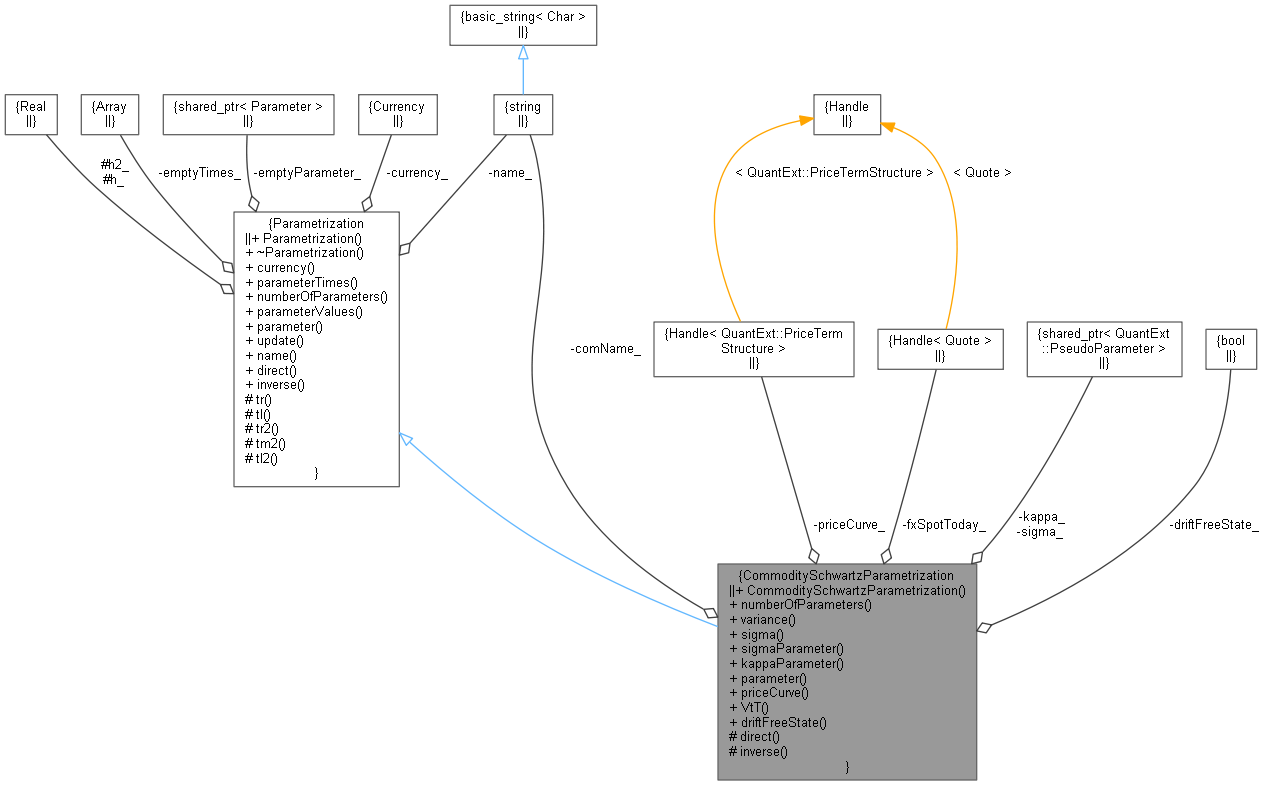 {basic_string< Char >
||}
{Real
||}
{Array
||}
{shared_ptr< Parameter >
||}
{Currency
||}
{string
||}
{Handle
||}
#h2_
#h_
-emptyTimes_
-emptyParameter_
-currency_
-name_
< QuantExt::PriceTermStructure >
< Quote >
{Parametrization
||+ Parametrization()
+ ~Parametrization()
+ currency()
+ parameterTimes()
+ numberOfParameters()
+ parameterValues()
+ parameter()
+ update()
+ name()
+ direct()
+ inverse()
# tr()
# tl()
# tr2()
# tm2()
# tl2()
}
-comName_
{Handle< QuantExt::PriceTerm
Structure >
||}
{Handle< Quote >
||}
{shared_ptr< QuantExt
::PseudoParameter >
||}
{bool
||}
-priceCurve_
-fxSpotToday_
-kappa_
-sigma_
-driftFreeState_
{CommoditySchwartzParametrization
||+ CommoditySchwartzParametrization()
+ numberOfParameters()
+ variance()
+ sigma()
+ sigmaParameter()
+ kappaParameter()
+ parameter()
+ priceCurve()
+ VtT()
+ driftFreeState()
# direct()
# inverse()
}